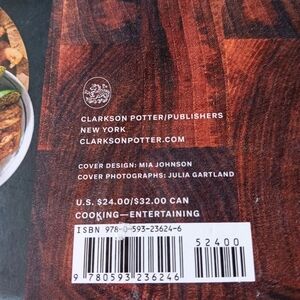 CLARKSON POTTER/PUBLISHERS
NEW YORK
CLARKSONPOTTER.COM
COVER DESIGN: MIA JOHNSON
COVER PHOTOGRAPHS: JULIA GARTLAND
U.S. $24.00/$32.00 CAN
COOKING—ENTERTAINING
ISBN 978-0-593-23624-6
52400
9 780593 236246